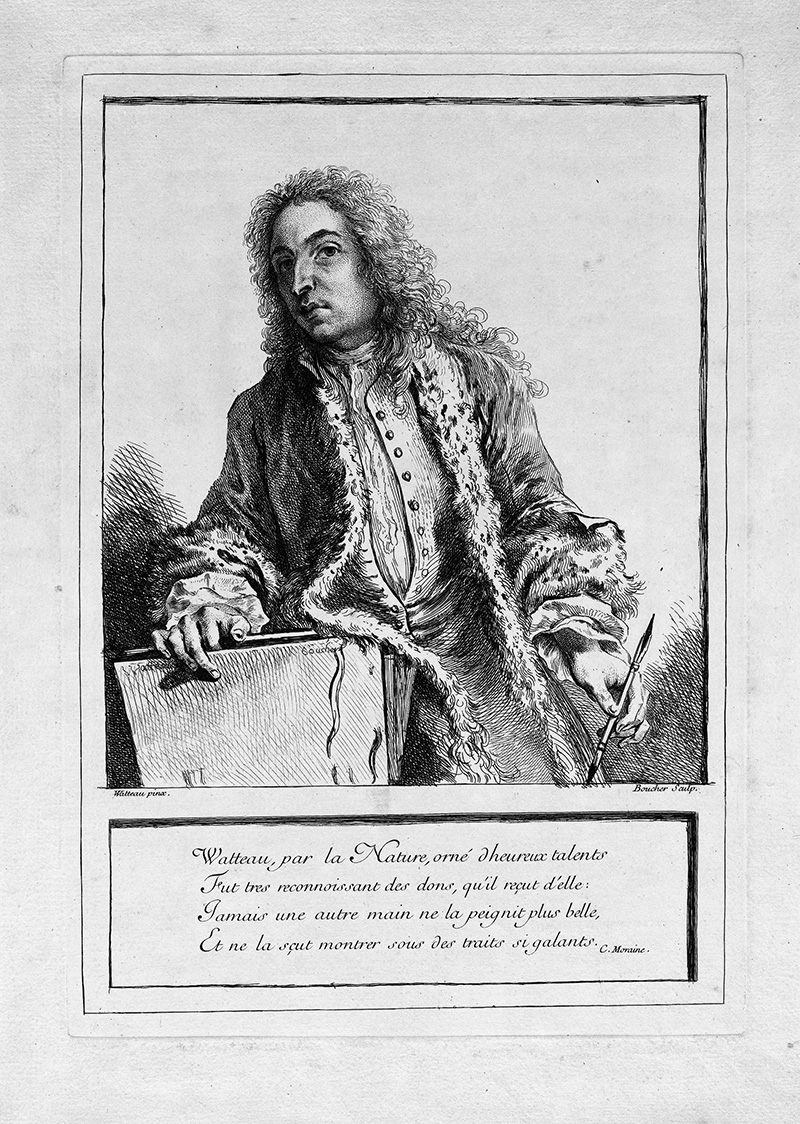 Watteau
Boucher
Watteau pinx.
Boucher Sculp.
Watteau, par la Nature, orné d'heureux talents
Fut tres reconnoissant des dons, qu'il reçut d'elle:
Jamais une autre main ne la peignit plus belle,
Et ne la sçut montrer sous des traits si galants.
C. Moraine.